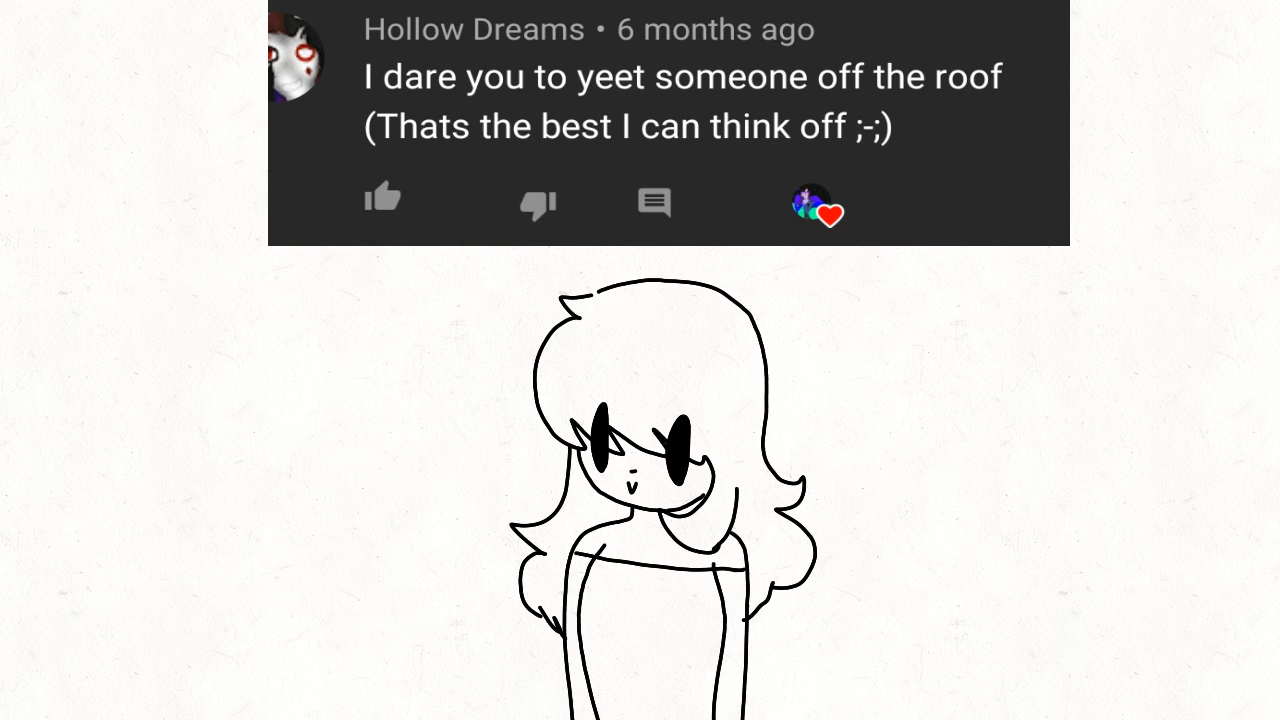 Hollow Dreams • 6 months ago
I dare you to yeet someone off the roof
(Thats the best I can think off ;-;)